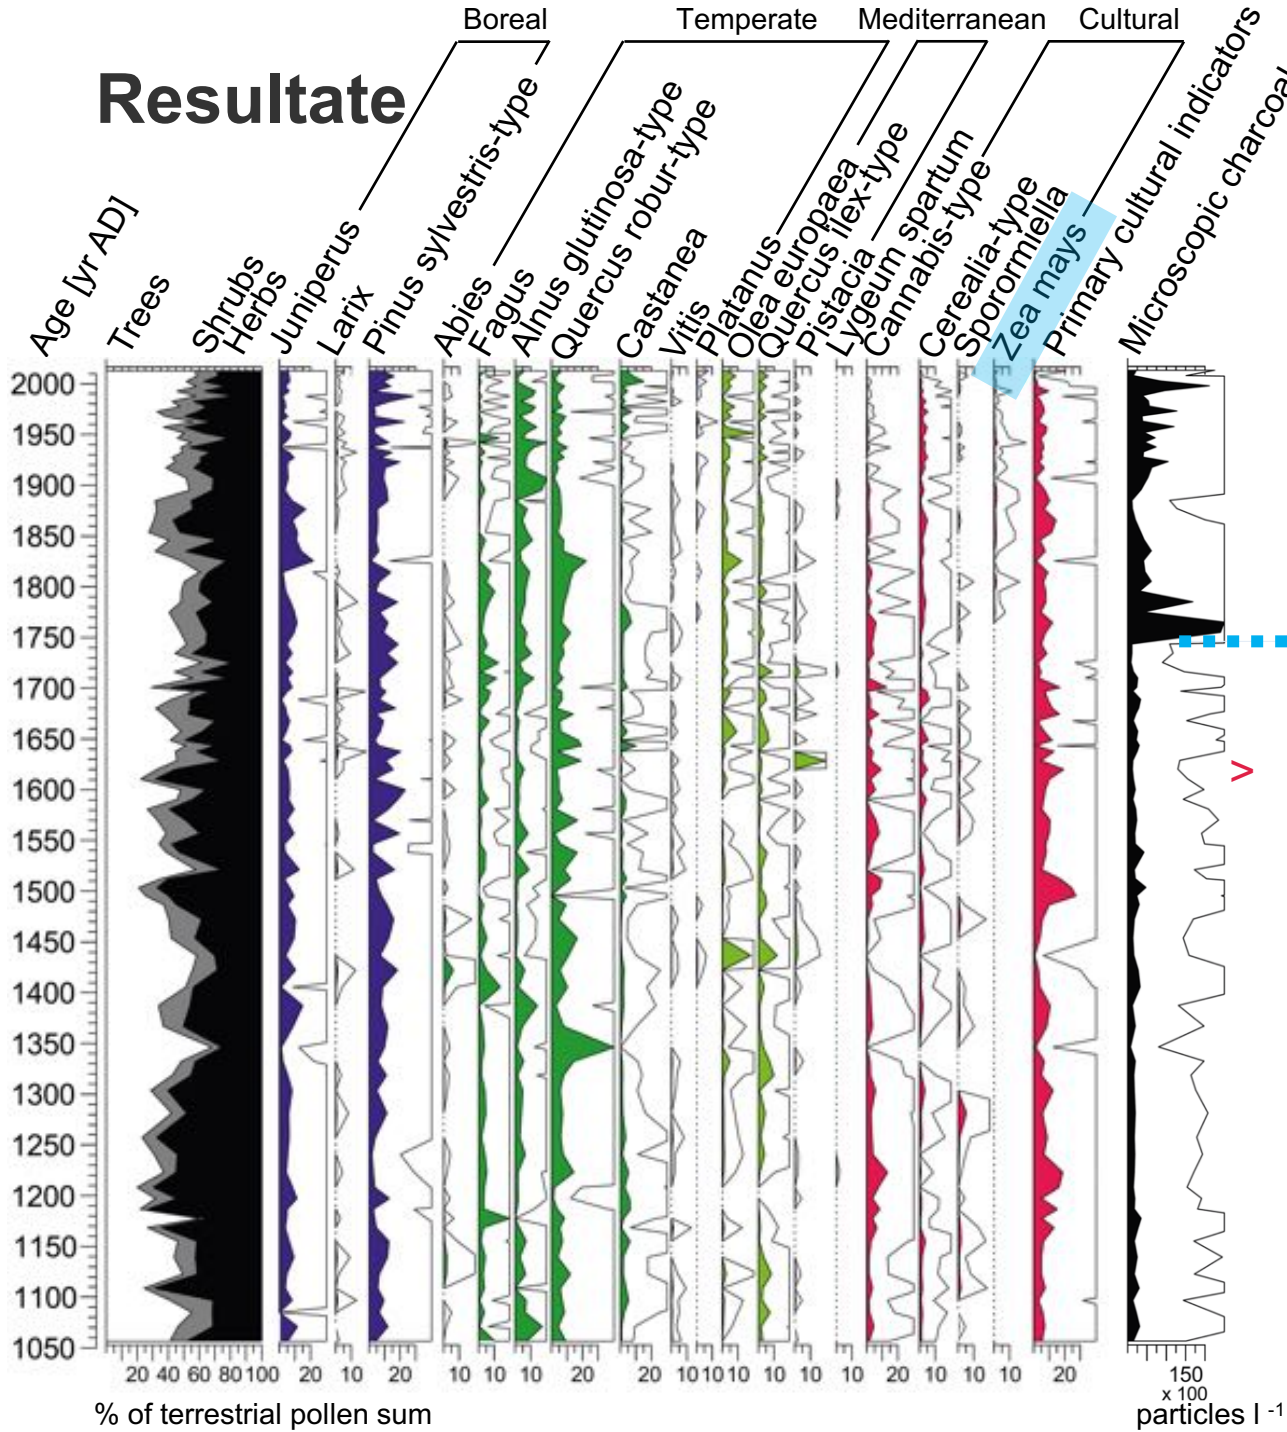 Boreal
Temperate
Mediterranean
Cultural
Resultate
Age [yr AD]
Trees
Shrubs
Herbs
Juniperus
Larix
Pinus sylvestris-type
Abies
Fagus
Alnus glutinosa-type
Quercus robur-type
Castanea
Vitis
Platanus
Olea europaea
Quercus ilex-type
Pistacia
Lygeum spartum
Cannabis-type
Cerealia-type
Sporormiella
Zea mays
Primary cultural indicators
Microscopic charcoal
2000
1950
1900
1850
1800
1750
1700
1650
1600
1550
1500
1450
1400
1350
1300
1250
1200
1150
1100
1050
>
20 40 60 80 100 20 10 20 10 10 10 20 20 10 10 10 10 10 10 20 10 10 10 20 150
x 100
% of terrestrial pollen sum
particles l -1